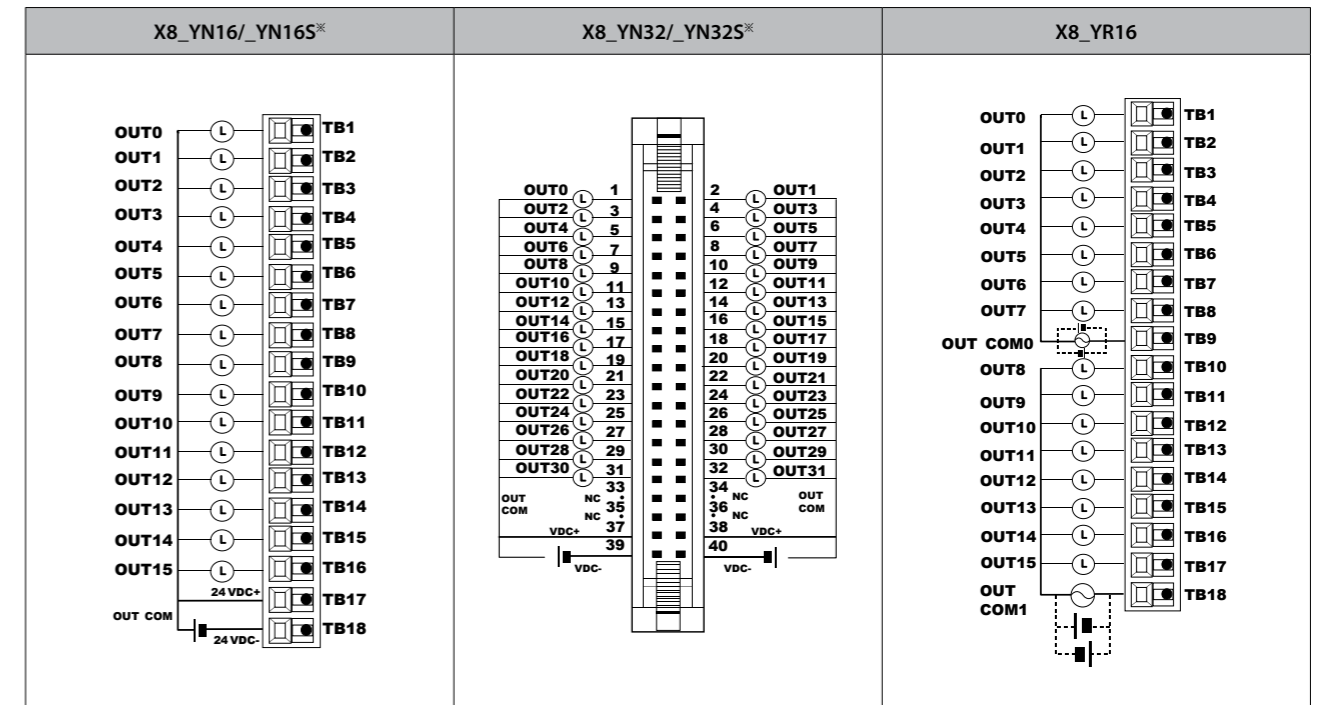 X8_YN16/_YN16S※
X8_YN32/_YN32S※
X8_YR16
OUT0 L TB1
OUT1 L TB2
OUT2 L TB3
OUT3 L TB4
OUT4 L TB5
OUT5 L TB6
OUT6 L TB7
OUT7 L TB8
OUT8 L TB9
OUT9 L TB10
OUT10 L TB11
OUT11 L TB12
OUT12 L TB13
OUT13 L TB14
OUT14 L TB15
OUT15 L TB16
24 VDC+ TB17
OUT COM
24 VDC- TB18
OUT0 L 1 2 L OUT1
OUT2 L 3 4 L OUT3
OUT4 L 5 6 L OUT5
OUT6 L 7 8 L OUT7
OUT8 L 9 10 L OUT9
OUT10 L 11 12 L OUT11
OUT12 L 13 14 L OUT13
OUT14 L 15 16 L OUT15
OUT16 L 17 18 L OUT17
OUT18 L 19 20 L OUT19
OUT20 L 21 22 L OUT21
OUT22 L 23 24 L OUT23
OUT24 L 25 26 L OUT25
OUT26 L 27 28 L OUT27
OUT28 L 29 30 L OUT29
OUT30 L 31 32 L OUT31
33 34
OUT COM NC 35 36 NC OUT COM
NC NC
VDC+ 37 38 VDC+
39 40
VDC- VDC-
OUT0 L TB1
OUT1 L TB2
OUT2 L TB3
OUT3 L TB4
OUT4 L TB5
OUT5 L TB6
OUT6 L TB7
OUT7 L TB8
OUT COM0 TB9
OUT8 L TB10
OUT9 L TB11
OUT10 L TB12
OUT11 L TB13
OUT12 L TB14
OUT13 L TB15
OUT14 L TB16
OUT15 L TB17
OUT TB18
COM1